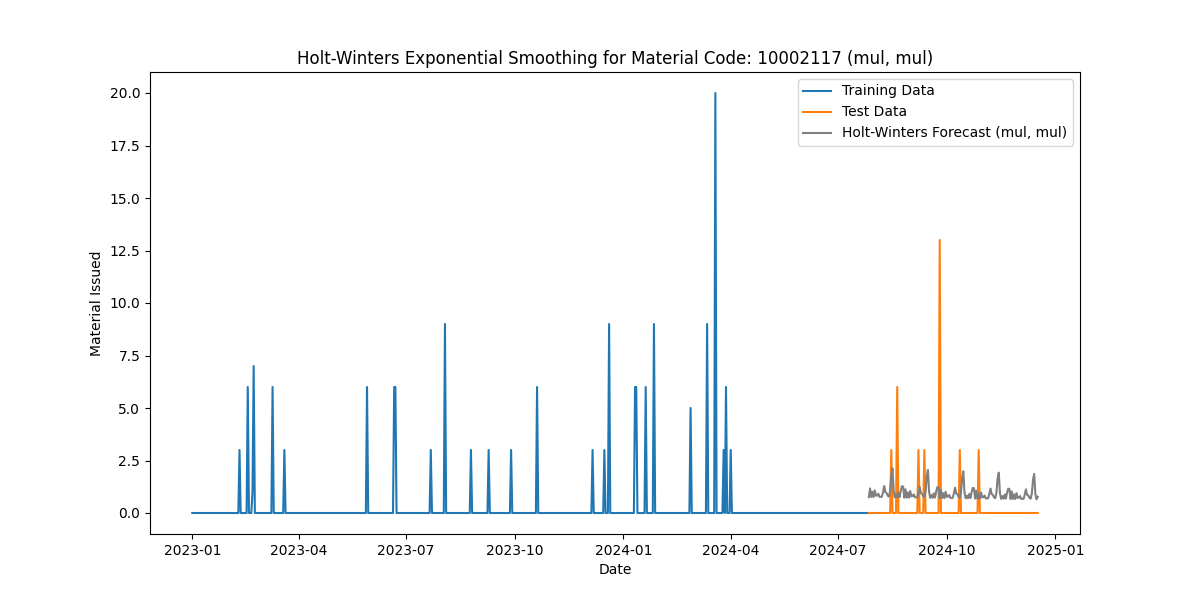 Holt-Winters Exponential Smoothing for Material Code: 10002117 (mul, mul)
Training Data
Test Data
Holt-Winters Forecast (mul, mul)
20.0
17.5
15.0
12.5
10.0
7.5
5.0
2.5
0.0
Material Issued
2023-01 2023-04 2023-07 2023-10 2024-01 2024-04 2024-07 2024-10 2025-01
Date